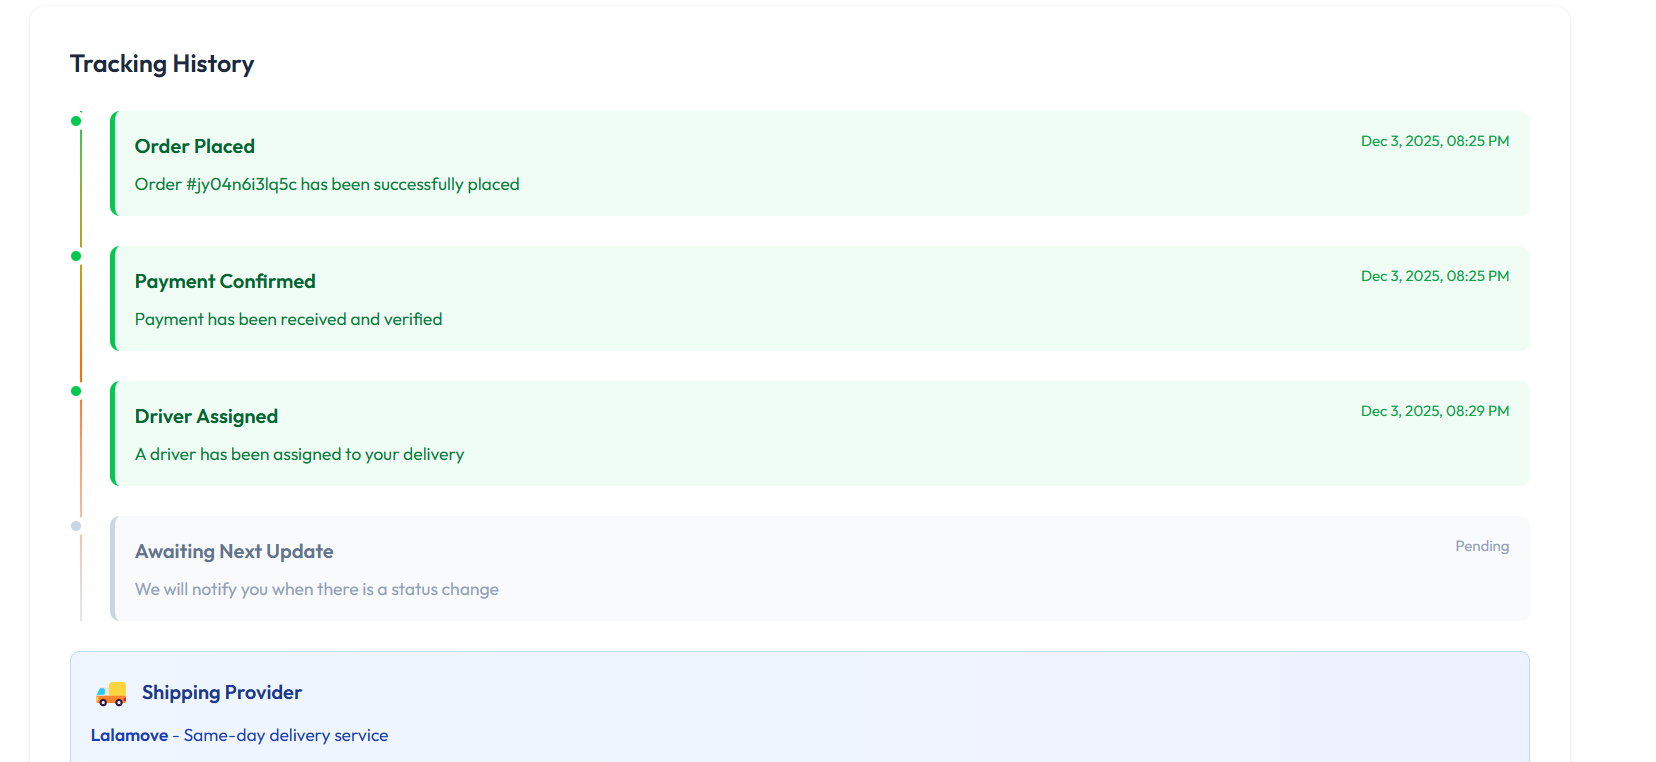 Tracking History
Order Placed
Dec 3, 2025, 08:25 PM
Order #jy04n6i3lq5c has been successfully placed
Payment Confirmed
Dec 3, 2025, 08:25 PM
Payment has been received and verified
Driver Assigned
Dec 3, 2025, 08:29 PM
A driver has been assigned to your delivery
Awaiting Next Update
Pending
We will notify you when there is a status change
Shipping Provider
Lalamove - Same-day delivery service